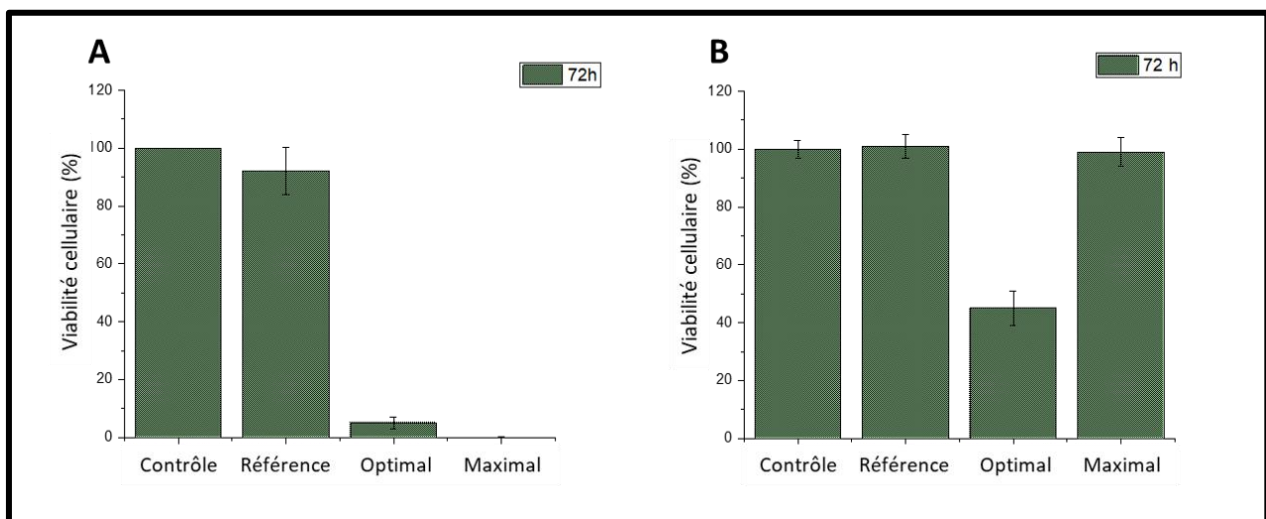 A
72h
Viabilité cellulaire (%)
120
100
80
60
40
20
0
Contrôle
Référence
Optimal
Maximal
B
72 h
Viabilité cellulaire (%)
120
100
80
60
40
20
0
Contrôle
Référence
Optimal
Maximal